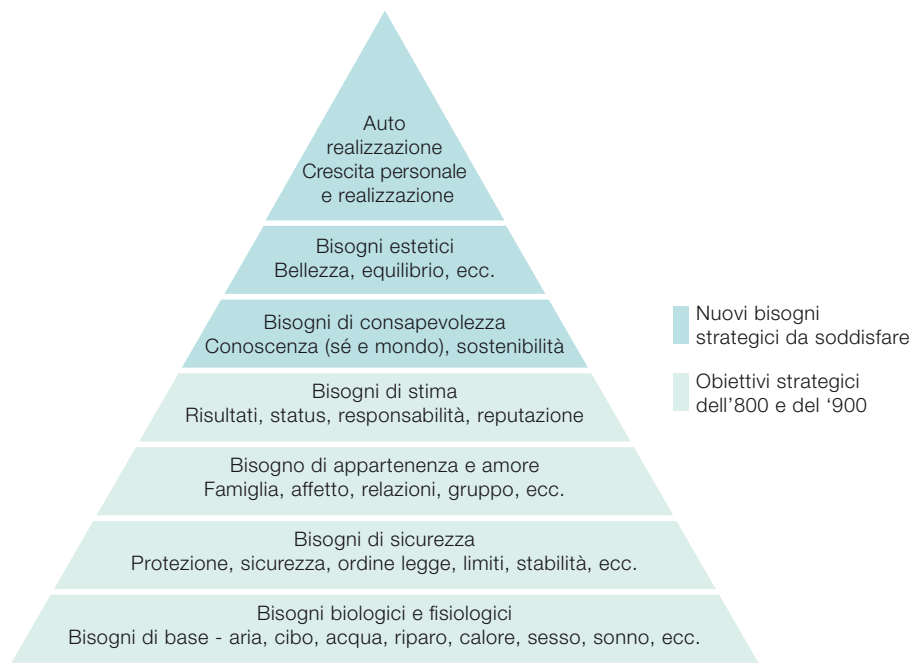 Auto
realizzazione
Crescita personale
e realizzazione
Bisogni estetici
Bellezza, equilibrio, ecc.
Bisogni di consapevolezza
Conoscenza (sé e mondo), sostenibilità
Bisogni di stima
Risultati, status, responsabilità, reputazione
Bisogno di appartenenza e amore
Famiglia, affetto, relazioni, gruppo, ecc.
Bisogni di sicurezza
Protezione, sicurezza, ordine legge, limiti, stabilità, ecc.
Bisogni biologici e fisiologici
Bisogni di base - aria, cibo, acqua, riparo, calore, sesso, sonno, ecc.
Nuovi bisogni
strategici da soddisfare
Obiettivi strategici
dell'800 e del ‘900